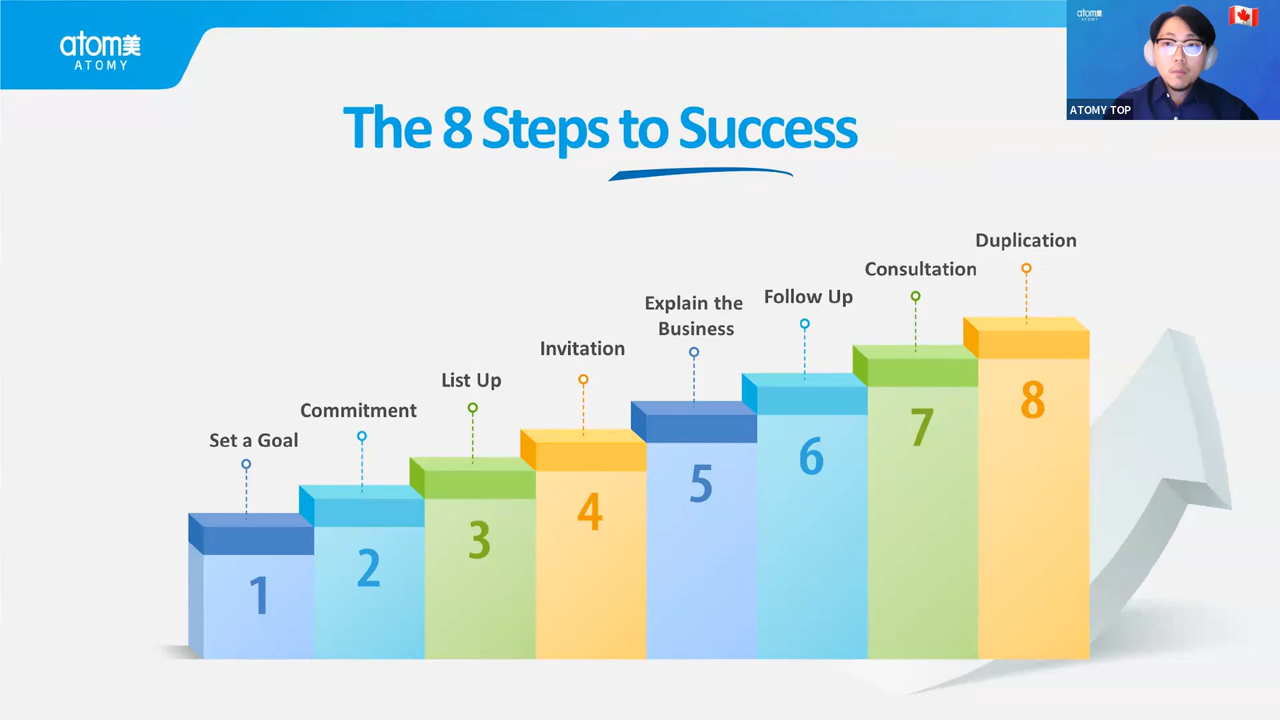 atom美
ATOMY
atom美
ATOMY
ATOMY TOP
The 8 Steps to Success
Set a Goal
Commitment
List Up
Invitation
Explain the
Business
Follow Up
Consultation
Duplication
1
2
3
4
5
6
7
8